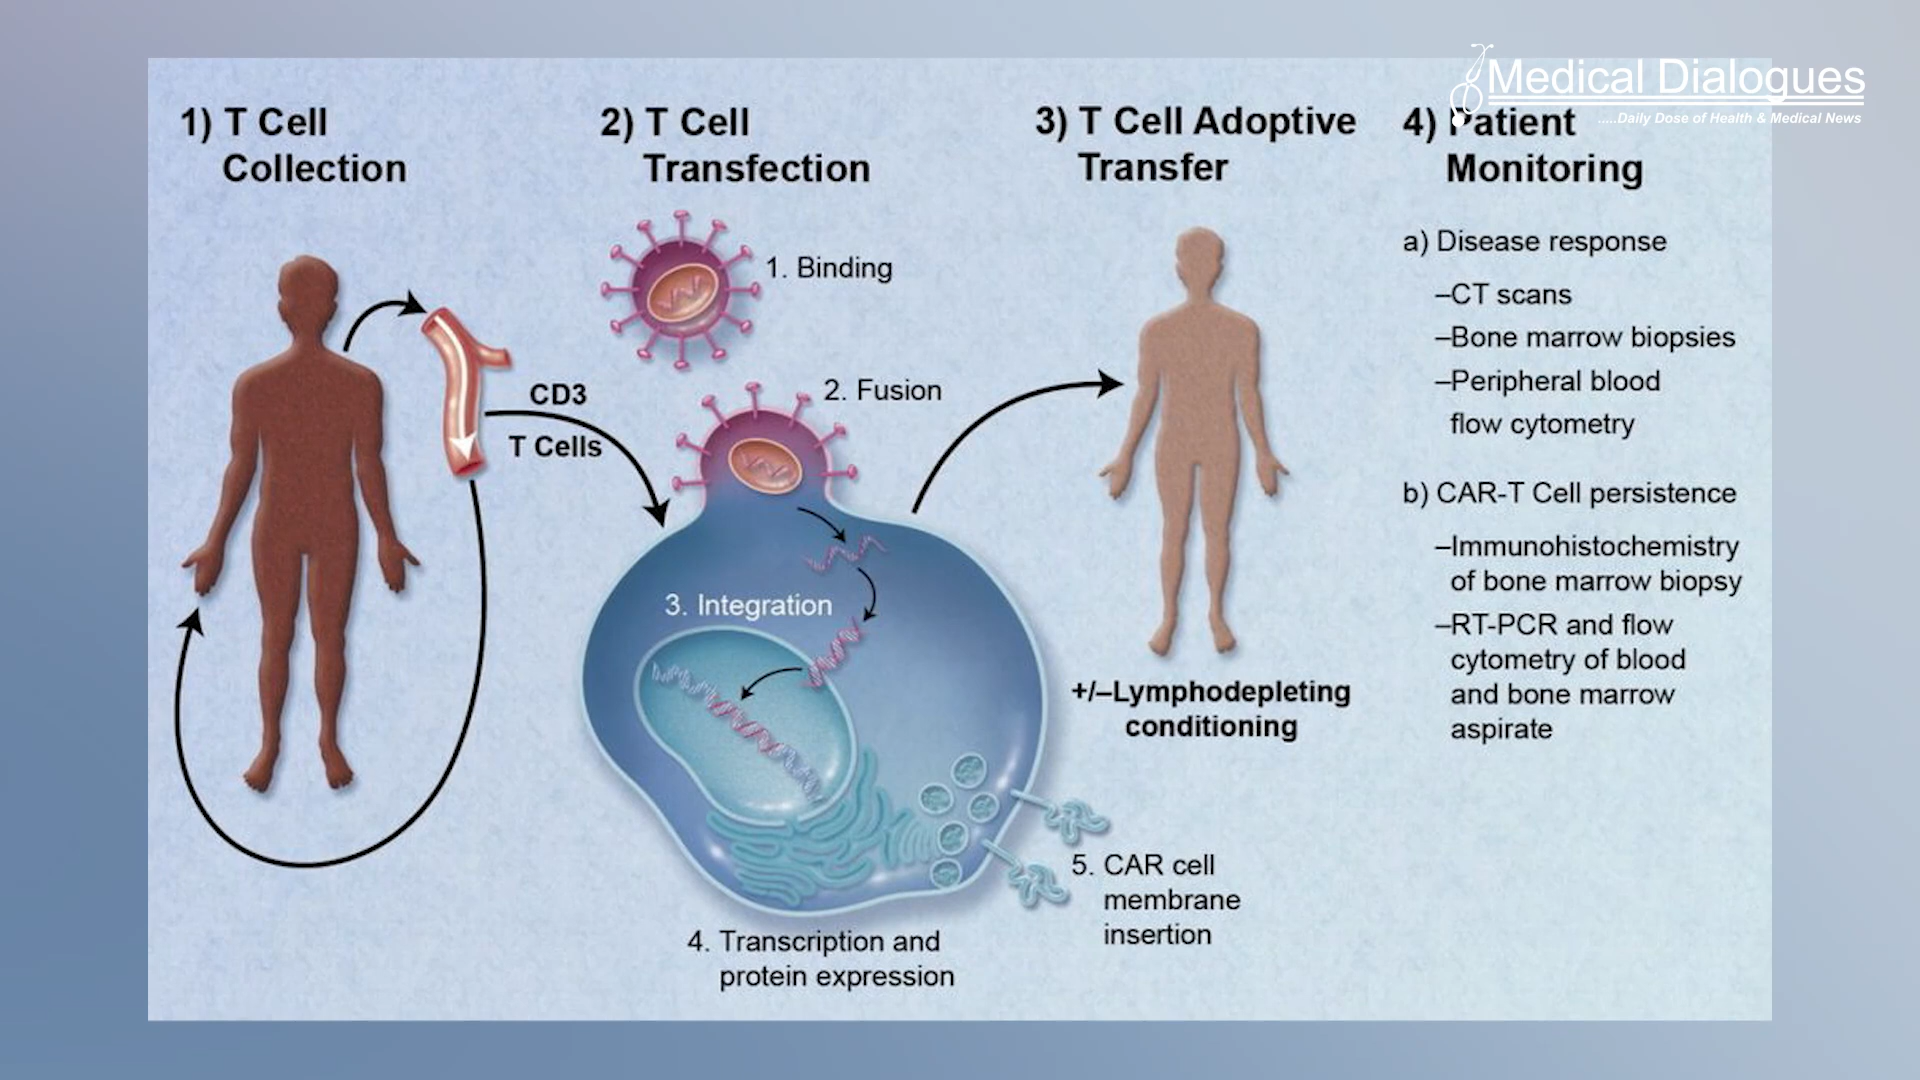 Medical Dialogues
.....Daily Dose of Health & Medical News
1) T Cell
Collection
CD3
T Cells
2) T Cell
Transfection
1. Binding
2. Fusion
3. Integration
4. Transcription and
protein expression
5. CAR cell
membrane
insertion
3) T Cell Adoptive
Transfer
+/–Lymphodepleting
conditioning
4) Patient
Monitoring
a) Disease response
–CT scans
–Bone marrow biopsies
–Peripheral blood
flow cytometry
b) CAR-T Cell persistence
–Immunohistochemistry
of bone marrow biopsy
–RT-PCR and flow
cytometry of blood
and bone marrow
aspirate